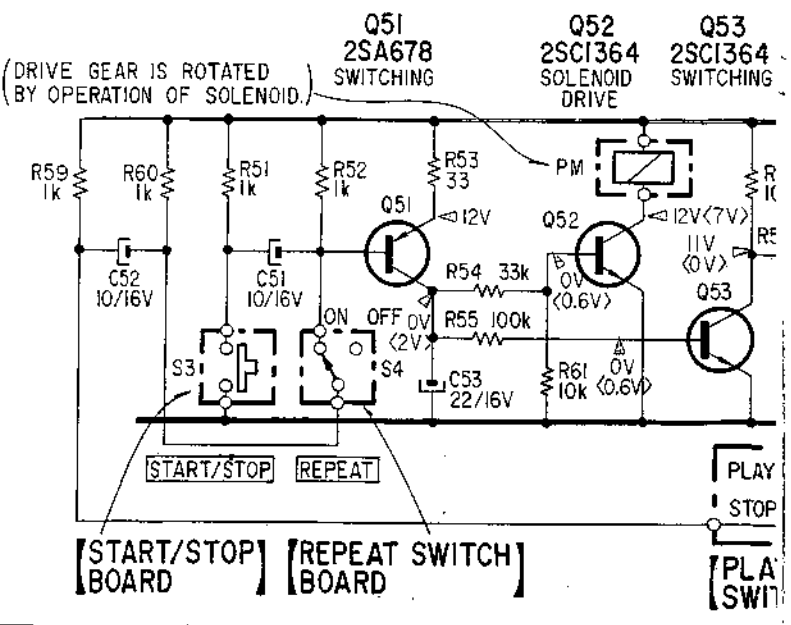 Q51
2SA678
SWITCHING
Q52
2SC1364
SOLENOID
DRIVE
Q53
2SC1364
SWITCHING
(DRIVE GEAR IS ROTATED
BY OPERATION OF SOLENOID.)
R59
1k
R60
1k
R51
1k
R52
1k
R53
33
PM
Q51
12V
Q52
12V<7V>
11V
<0V>
C52
10/16V
C51
10/16V
R54 33k
0V
<0.6V>
Q53
ON OFF
0V
<2V>
R55 100k
S3
S4
C53
22/16V
R61
10k
0V
<0.6V>
START/STOP
REPEAT
PLAY
STOP
[START/STOP]
BOARD
[REPEAT SWITCH]
BOARD